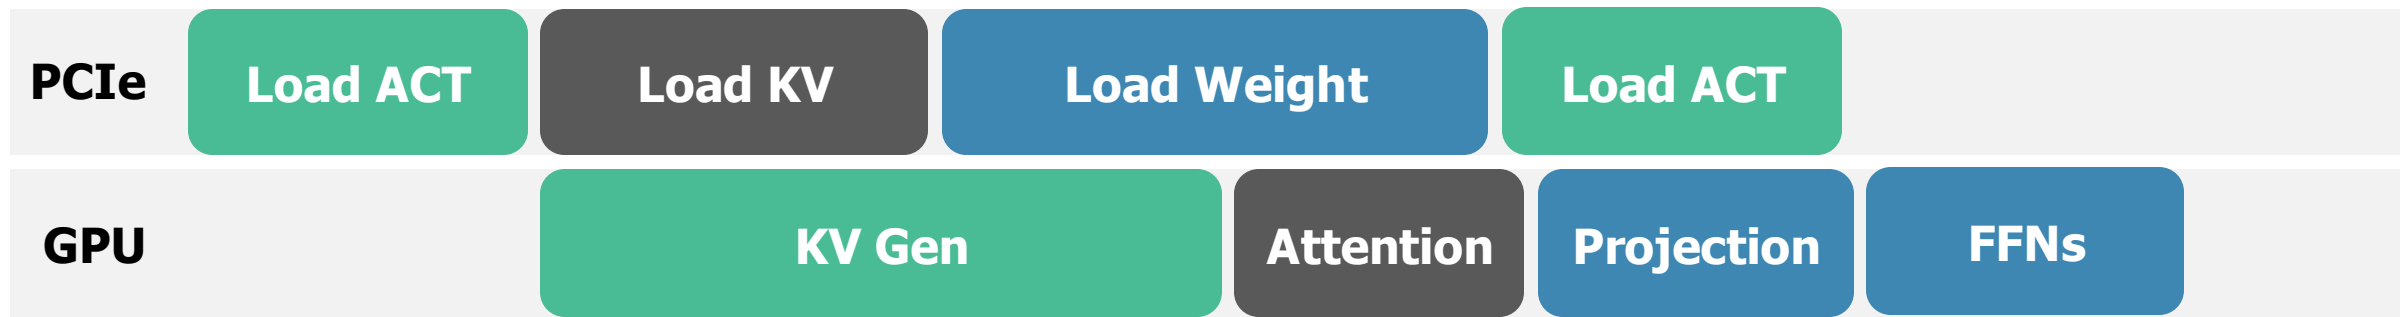 PCIe Load ACT Load KV Load Weight Load ACT
GPU KV Gen Attention Projection FFNs